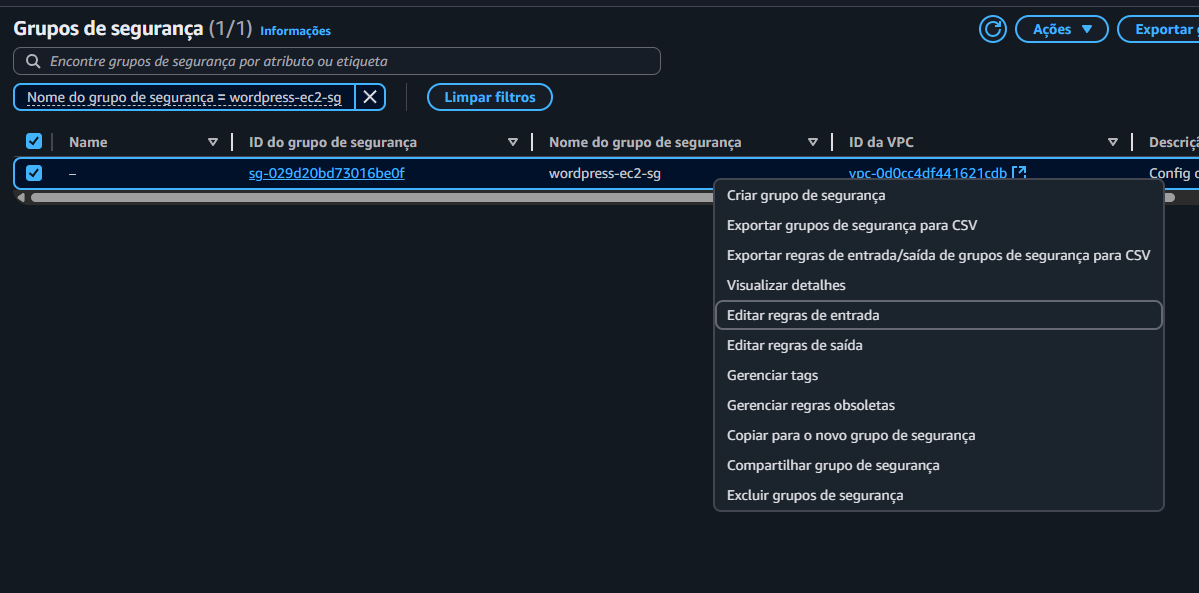 Grupos de segurança (1/1) Informações
Ações
Exportar
Encontre grupos de segurança por atributo ou etiqueta
Nome do grupo de segurança = wordpress-ec2-sg
Limpar filtros
Name ID do grupo de segurança Nome do grupo de segurança ID da VPC Descriçã
– sg-029d20bd73016be0f wordpress-ec2-sg vpc-0d0cc4df441621cdb Config
Criar grupo de segurança
Exportar grupos de segurança para CSV
Exportar regras de entrada/saída de grupos de segurança para CSV
Visualizar detalhes
Editar regras de entrada
Editar regras de saída
Gerenciar tags
Gerenciar regras obsoletas
Copiar para o novo grupo de segurança
Compartilhar grupo de segurança
Excluir grupos de segurança